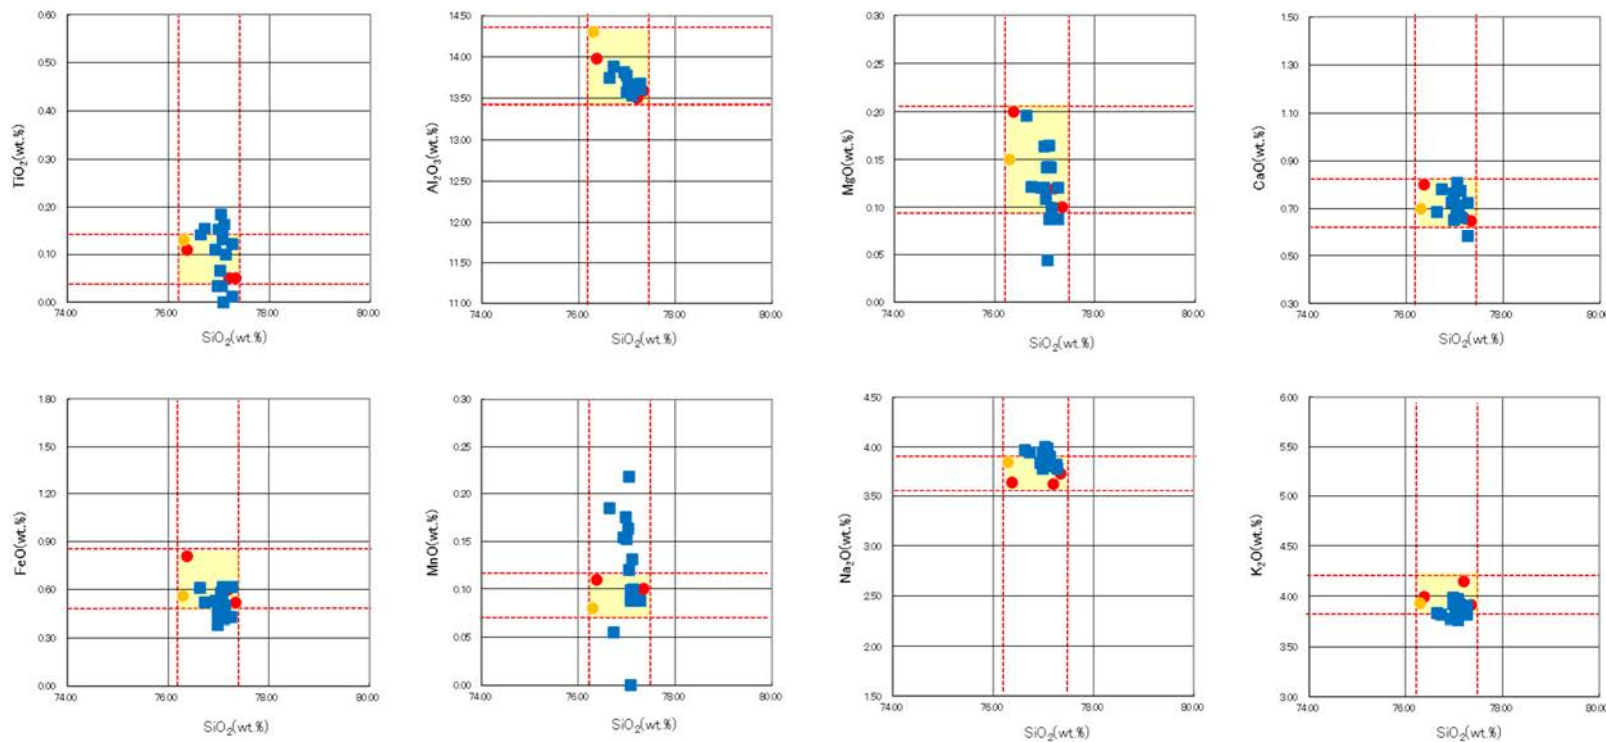 0.60
0.50
0.40
0.30
0.20
0.10
0.00
74.00 76.00 78.00 80.00
TiO₂(wt.%)
SiO₂(wt.%)
14.50
14.00
13.50
13.00
12.50
12.00
11.50
11.00
74.00 76.00 78.00 80.00
Al₂O₃(wt.%)
SiO₂(wt.%)
0.30
0.25
0.20
0.15
0.10
0.05
0.00
74.00 76.00 78.00 80.00
MgO(wt.%)
SiO₂(wt.%)
1.50
1.30
1.10
0.90
0.70
0.50
0.30
74.00 76.00 78.00 80.00
CaO(wt.%)
SiO₂(wt.%)
1.80
1.50
1.20
0.90
0.60
0.30
0.00
74.00 76.00 78.00 80.00
FeO(wt.%)
SiO₂(wt.%)
0.30
0.25
0.20
0.15
0.10
0.05
0.00
74.00 76.00 78.00 80.00
MnO(wt.%)
SiO₂(wt.%)
4.50
4.00
3.50
3.00
2.50
2.00
1.50
74.00 76.00 78.00 80.00
Na₂O(wt.%)
SiO₂(wt.%)
6.00
5.50
5.00
4.50
4.00
3.50
3.00
74.00 76.00 78.00 80.00
K₂O(wt.%)
SiO₂(wt.%)